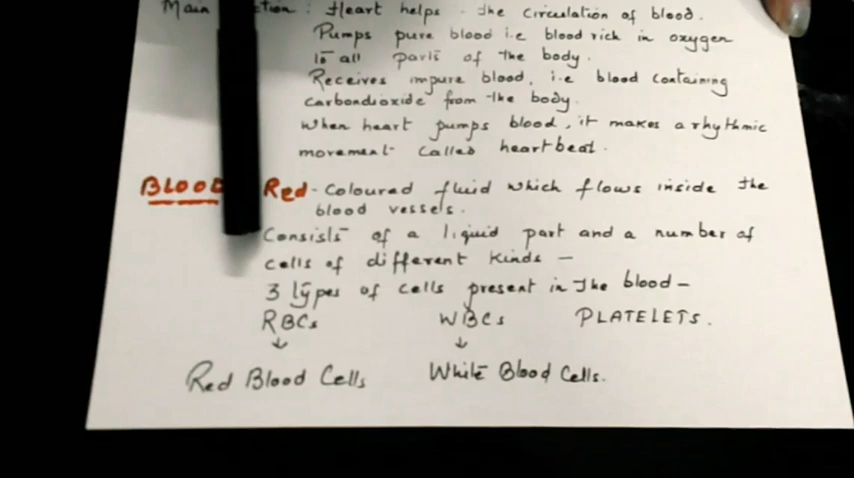 Main ction : Heart helps - the circulation of blood.
Pumps pure blood i.e blood rich in oxygen
to all parts of the body.
Receives impure blood, i.e blood containing
carbondioxide from the body.
When heart pumps blood, it makes a rhythmic
movement called heartbeat.
BLOOD Red - coloured fluid which flows inside the
blood vessels.
Consists of a liquid part and a number of
cells of different kinds —
3 types of cells present in the blood -
RBCs WBCs PLATELETS.
↓ ↓
Red Blood Cells White Blood Cells.